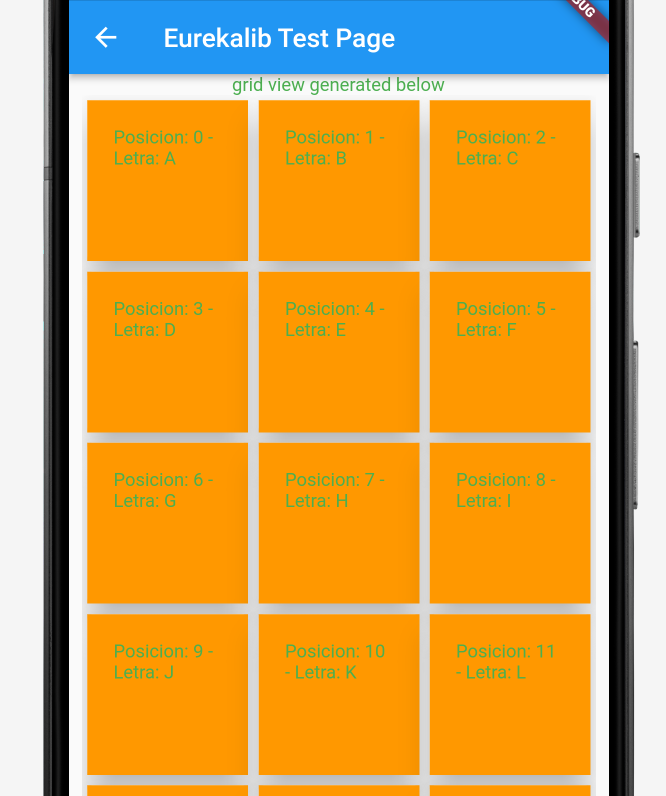 Eurekalib Test Page
grid view generated below
Posicion: 0 -
Letra: A
Posicion: 1 -
Letra: B
Posicion: 2 -
Letra: C
Posicion: 3 -
Letra: D
Posicion: 4 -
Letra: E
Posicion: 5 -
Letra: F
Posicion: 6 -
Letra: G
Posicion: 7 -
Letra: H
Posicion: 8 -
Letra: I
Posicion: 9 -
Letra: J
Posicion: 10
- Letra: K
Posicion: 11
- Letra: L